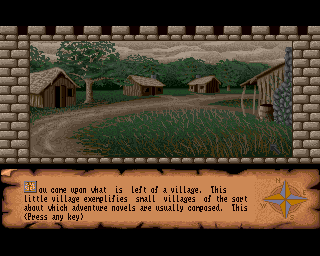 You come upon what is left of a village. This
little village exemplifies small villages of the sort
about which adventure novels are usually composed. This
(Press any key)
N
S